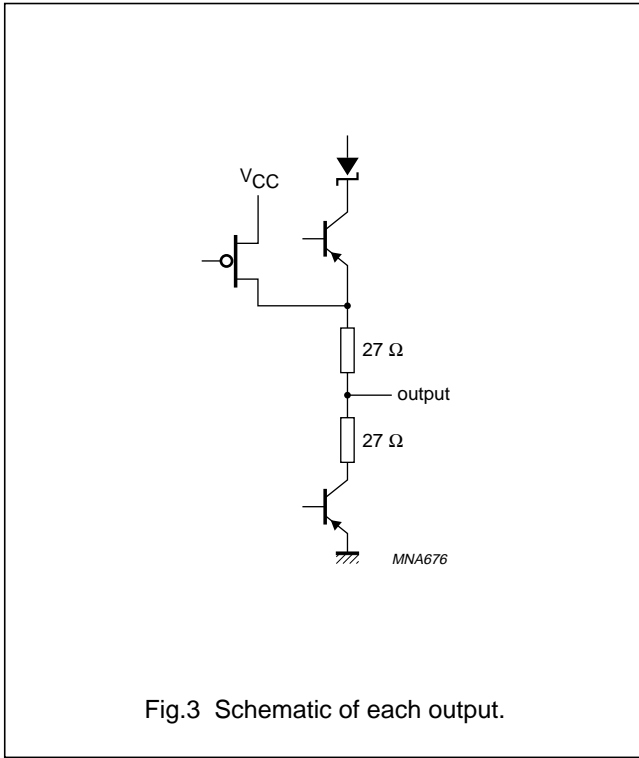 VCC
27 Ω
output
27 Ω
MNA676
Fig.3 Schematic of each output.